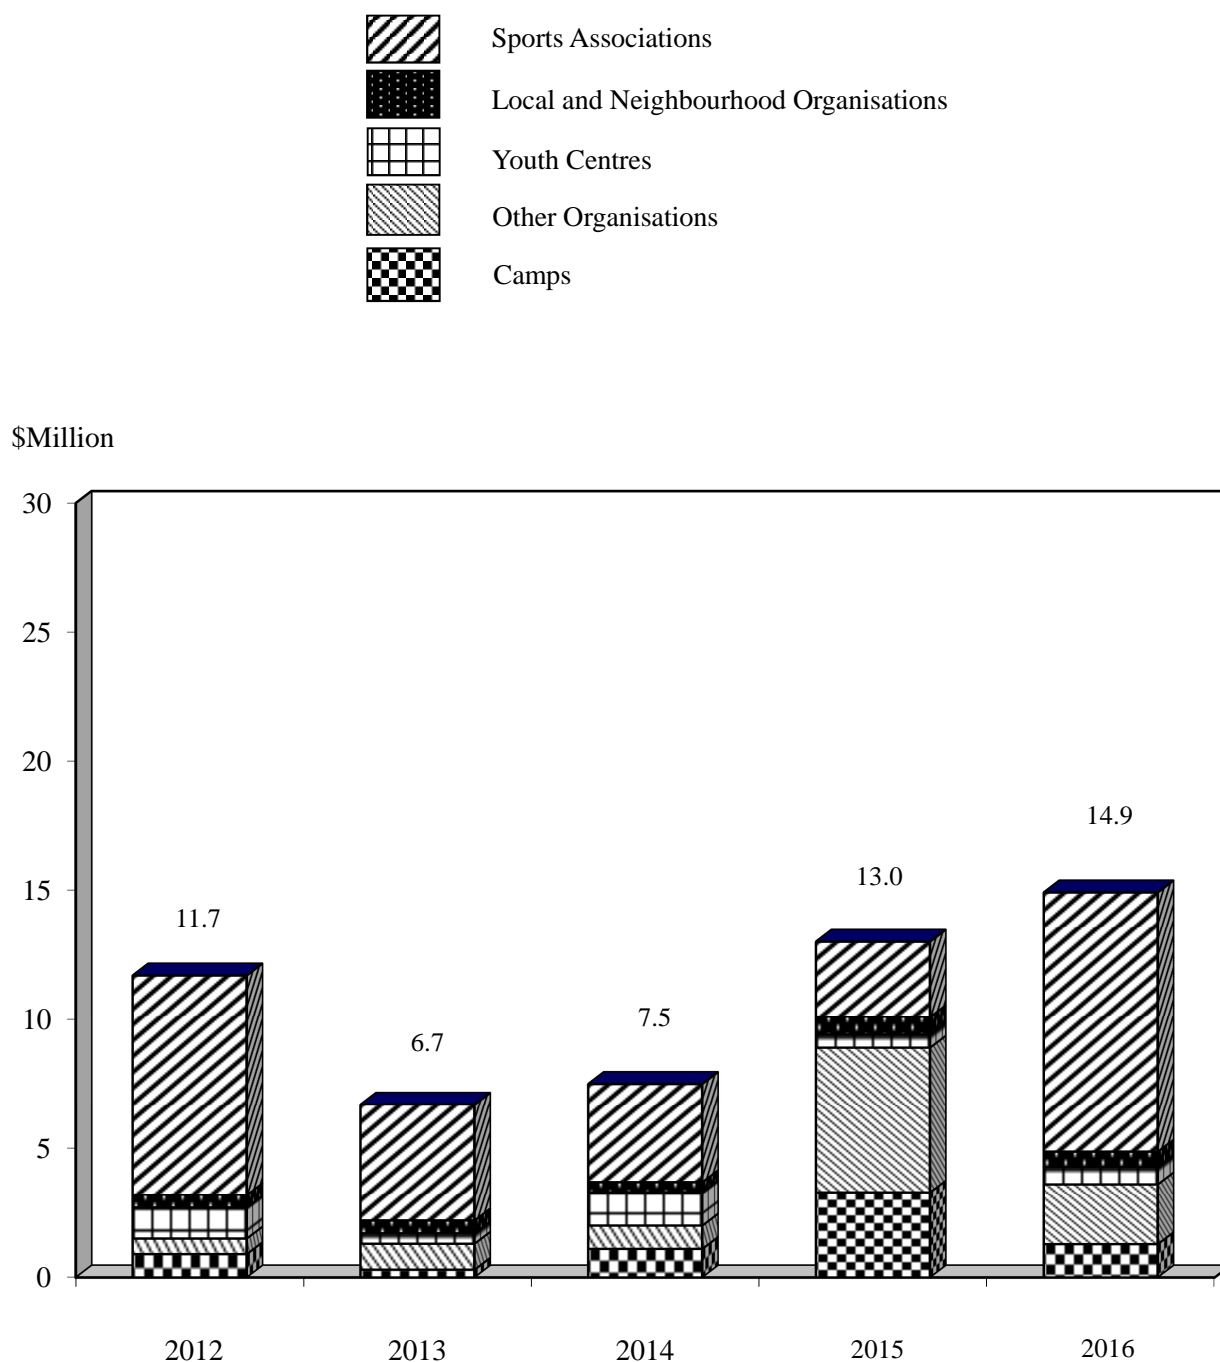 Sports Associations
Local and Neighbourhood Organisations
Youth Centres
Other Organisations
Camps
$Million
30
25
20
15
10
5
0
11.7
6.7
7.5
13.0
14.9
2012
2013
2014
2015
2016